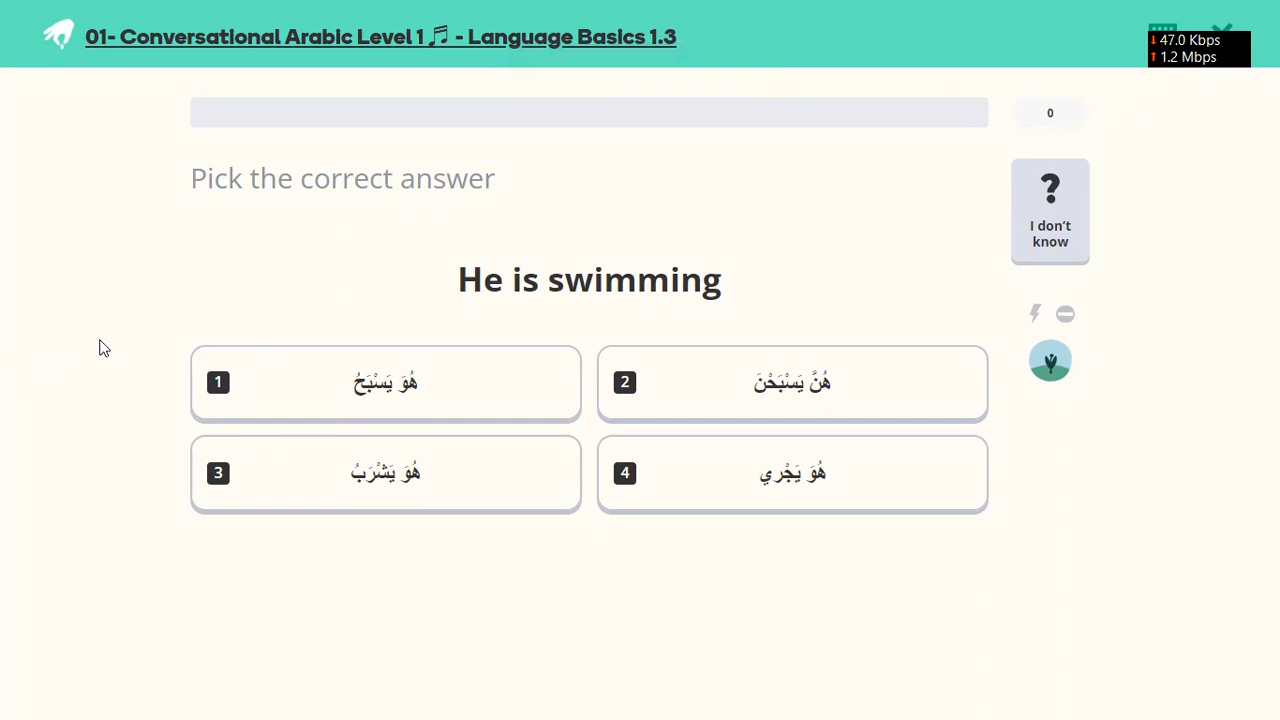 01- Conversational Arabic Level 1 🎵 - Language Basics 1.3
↓ 47.0 Kbps
↑ 1.2 Mbps
0
Pick the correct answer
?
I don't
know
He is swimming
1 هُوَ يَسْبَحُ
2 هُنَّ يَسْبَحْنَ
3 هُوَ يَشْرَبُ
4 هُوَ يَجْري